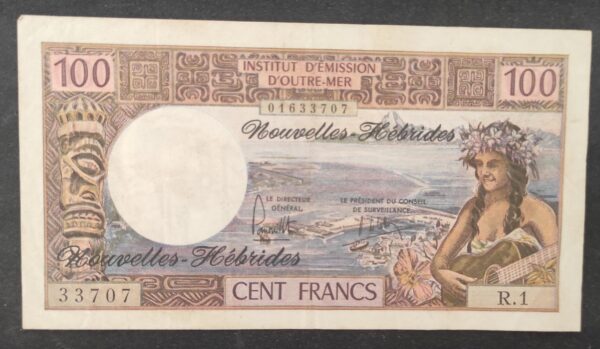 100
INSTITUT D'ÉMISSION
D'OUTRE-MER
100
01633707
Nouvelles-Hébrides
LE DIRECTEUR
GÉNÉRAL.
LE PRÉSIDENT DU CONSEIL
DE SURVEILLANCE.
Nouvelles-Hébrides
33707
CENT FRANCS
R.1